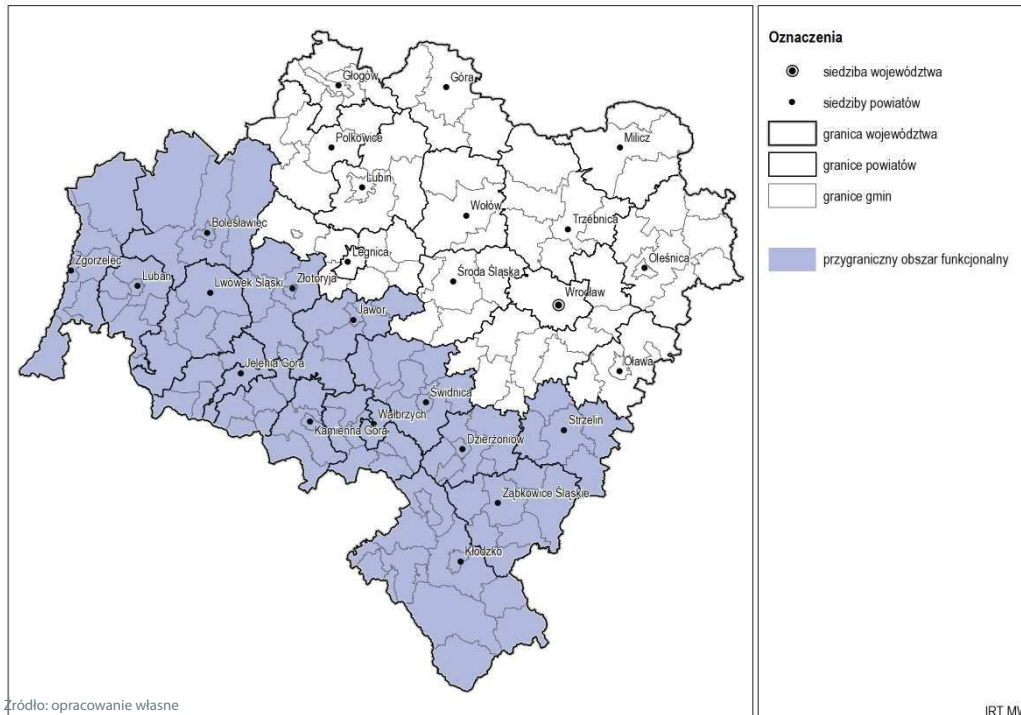 Głogów
Góra
Polkowice
Milicz
Lubin
Wołów
Trzebnica
Bolesławiec
Legnica
Oleśnica
Zgorzelec
Lubań
Lwówek Śląski
Złotoryja
Środa Śląska
Wrocław
Jawor
Jelenia Góra
Oława
Świdnica
Kamienna Góra
Wałbrzych
Strzelin
Dzierżoniów
Ząbkowice Śląskie
Kłodzko
Źródło: opracowanie własne
Oznaczenia
siedziba województwa
siedziby powiatów
granica województwa
granice powiatów
granice gmin
przygraniczny obszar funkcjonalny
IRT MW